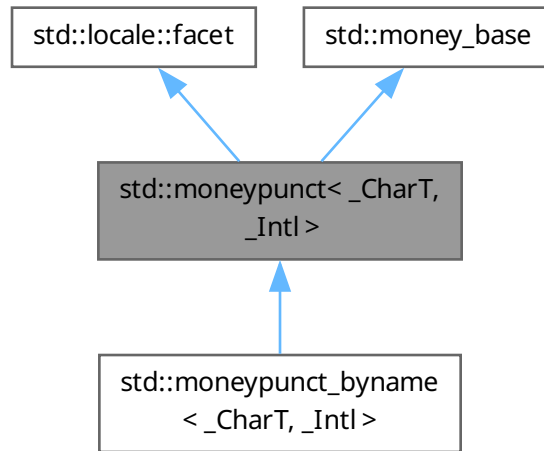 std::locale::facet
std::money_base
std::moneypunct< _CharT,
_Intl >
std::moneypunct_byname
< _CharT, _Intl >